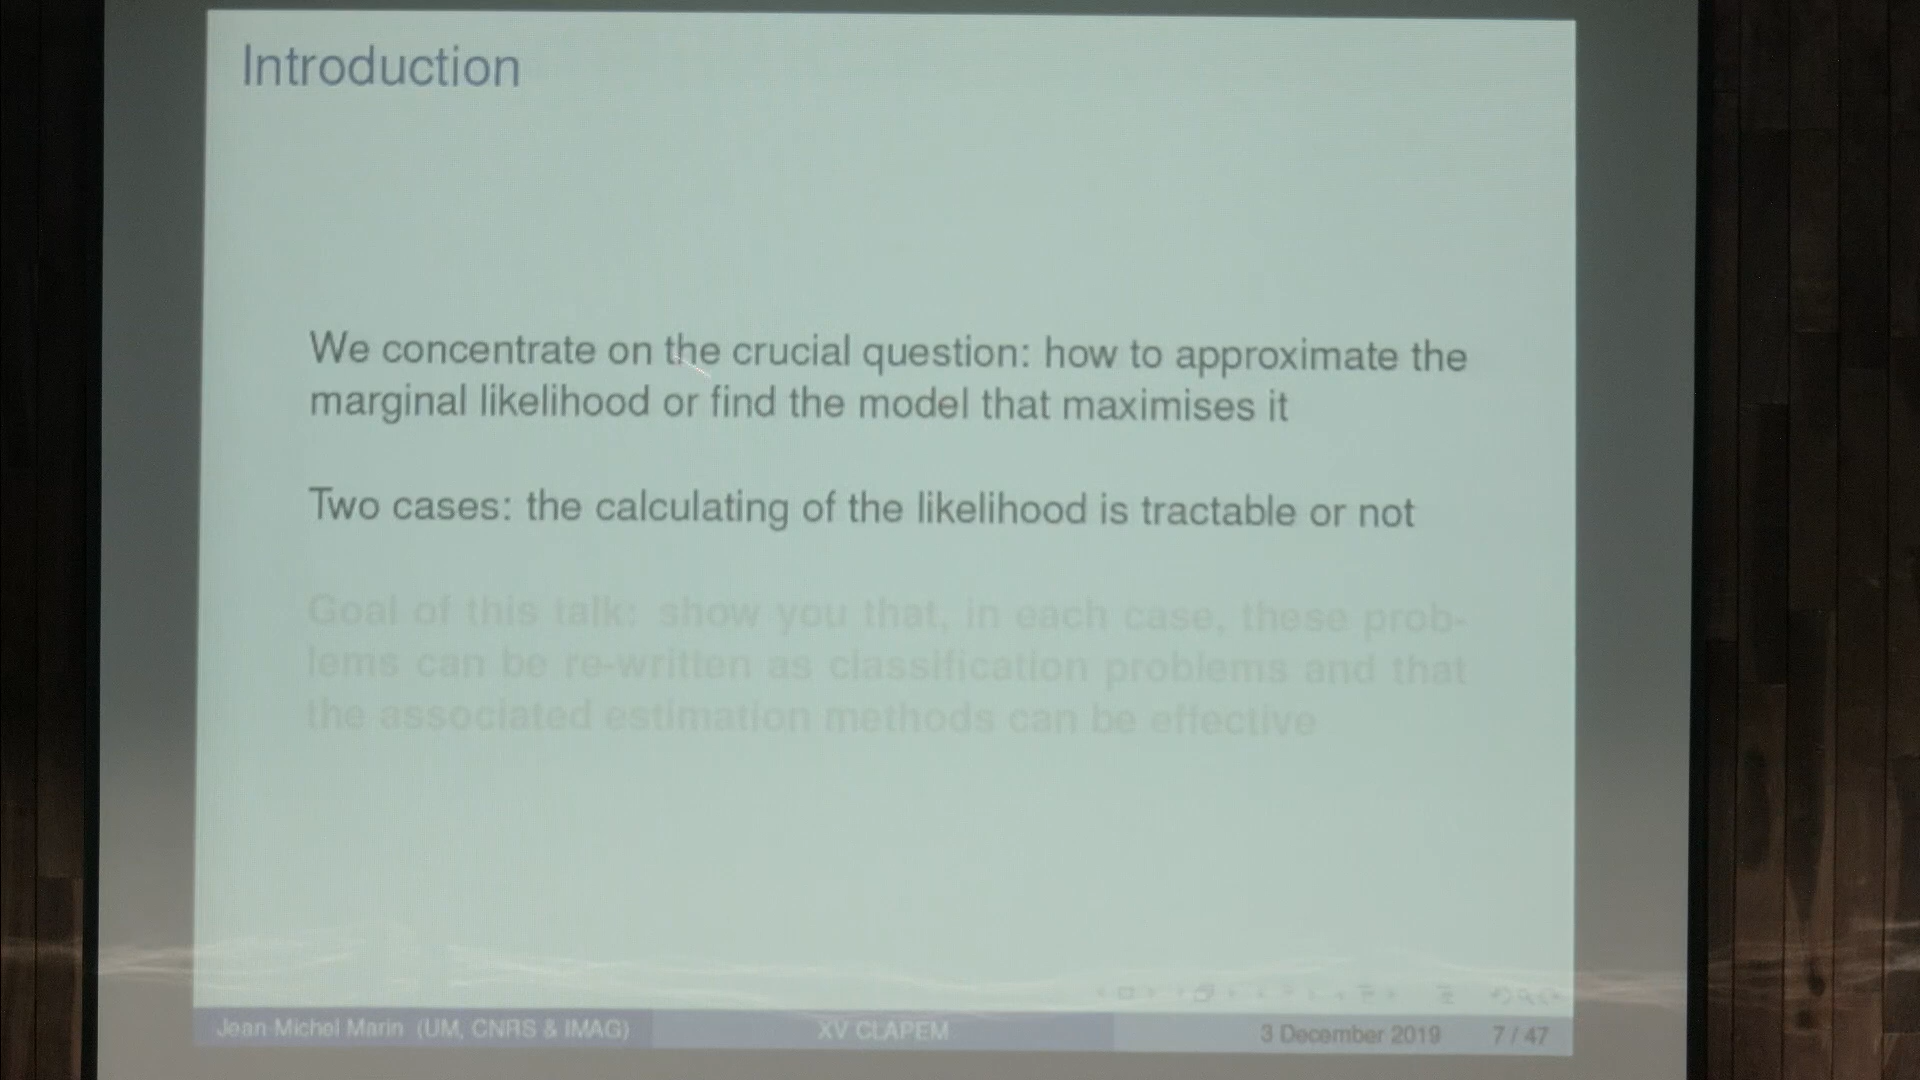 Introduction
We concentrate on the crucial question: how to approximate the
marginal likelihood or find the model that maximises it
Two cases: the calculating of the likelihood is tractable or not
Goal of this talk: show you that, in each case, these prob-
lems can be re-written as classification problems and that
the associated estimation methods can be effective
Jean-Michel Marin (UM, CNRS & IMAG)
XV CLAPEM
3 December 2019
7 / 47